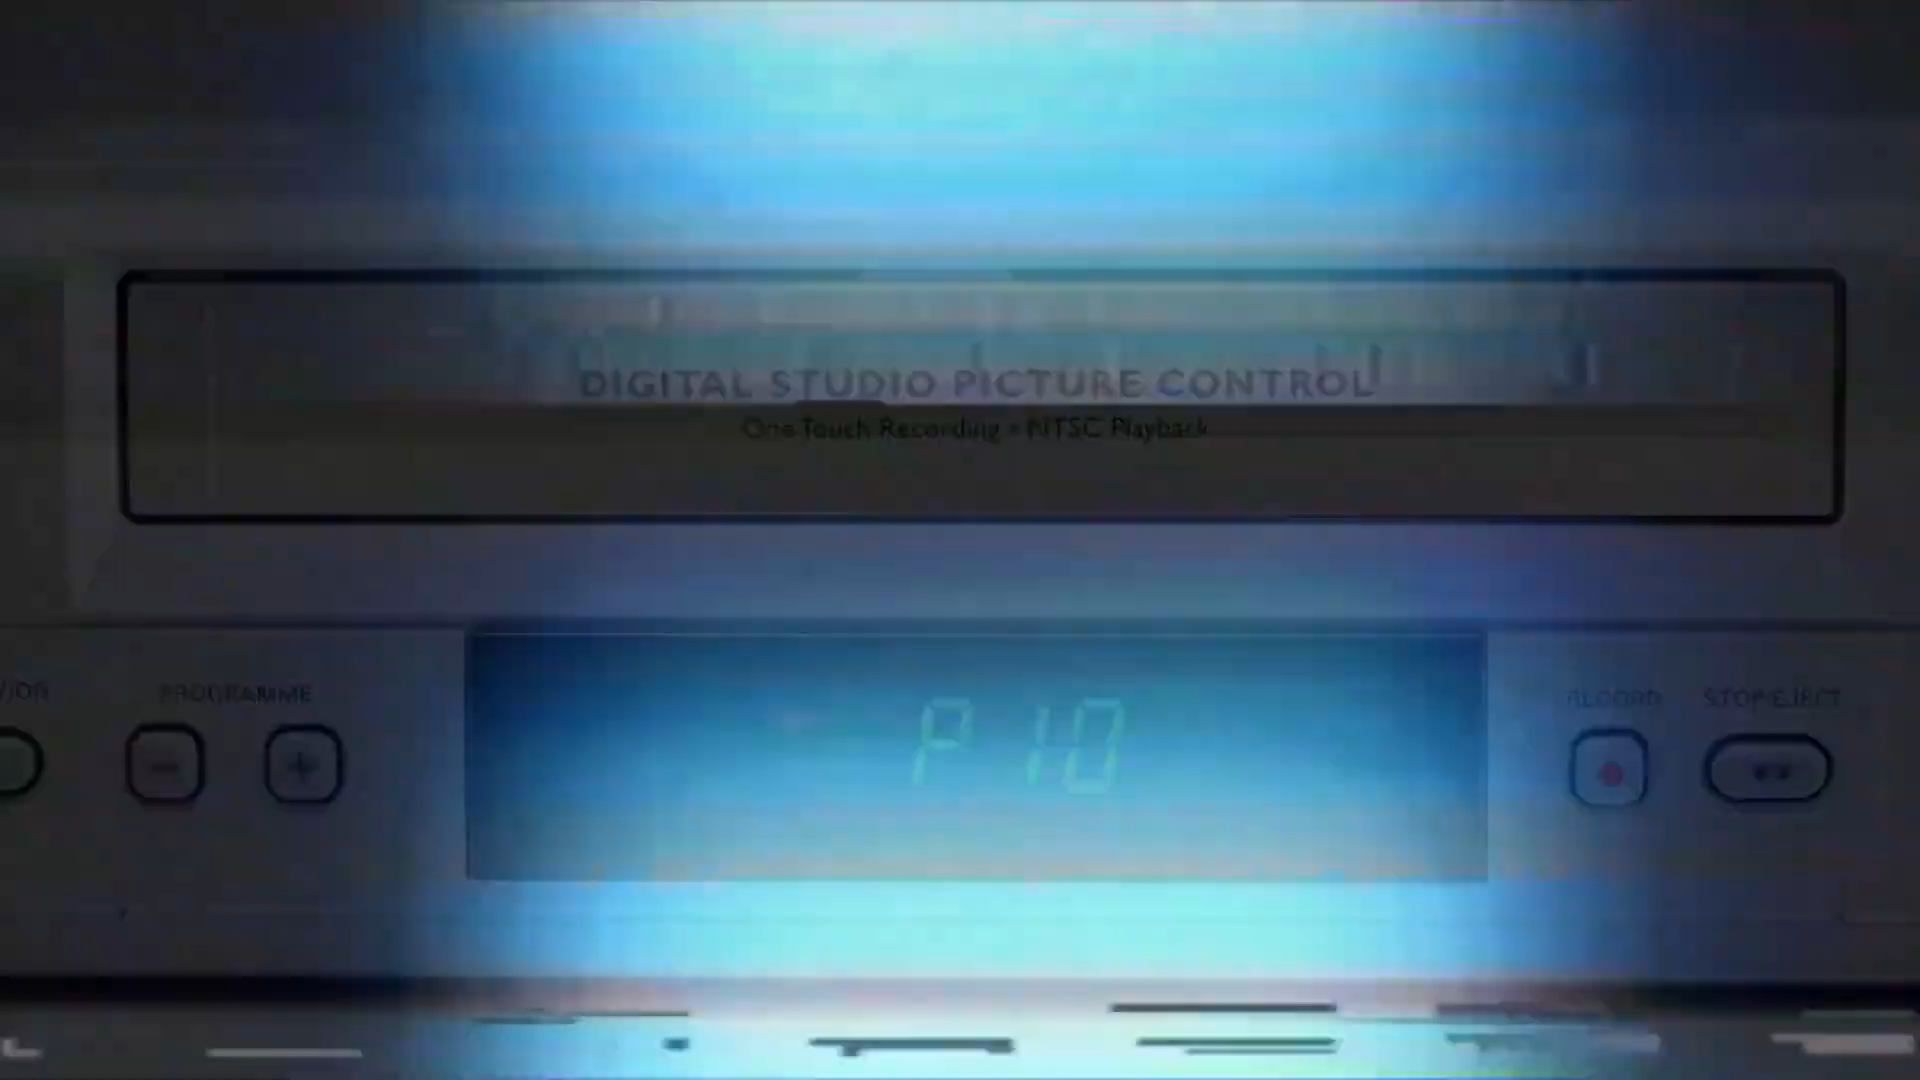 DIGITAL STUDIO PICTURE CONTROL
One Touch Recording • NTSC Playback
PROGRAMME
P 10
RECORD
STOP/EJECT